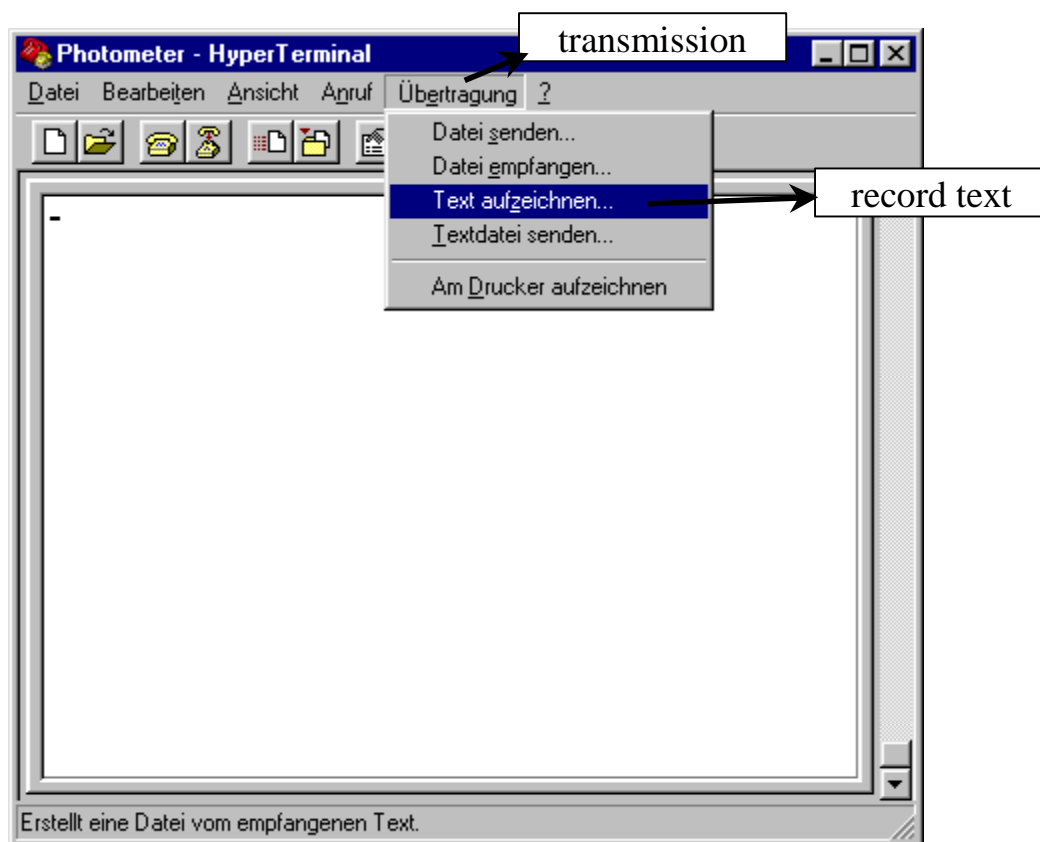 transmission
Photometer - HyperTerminal
Datei Bearbeiten Ansicht Anruf Übertragung ?
Datei senden...
Datei empfangen...
Text aufzeichnen...
record text
Textdatei senden...
Am Drucker aufzeichnen
Erstellt eine Datei vom empfangenen Text.